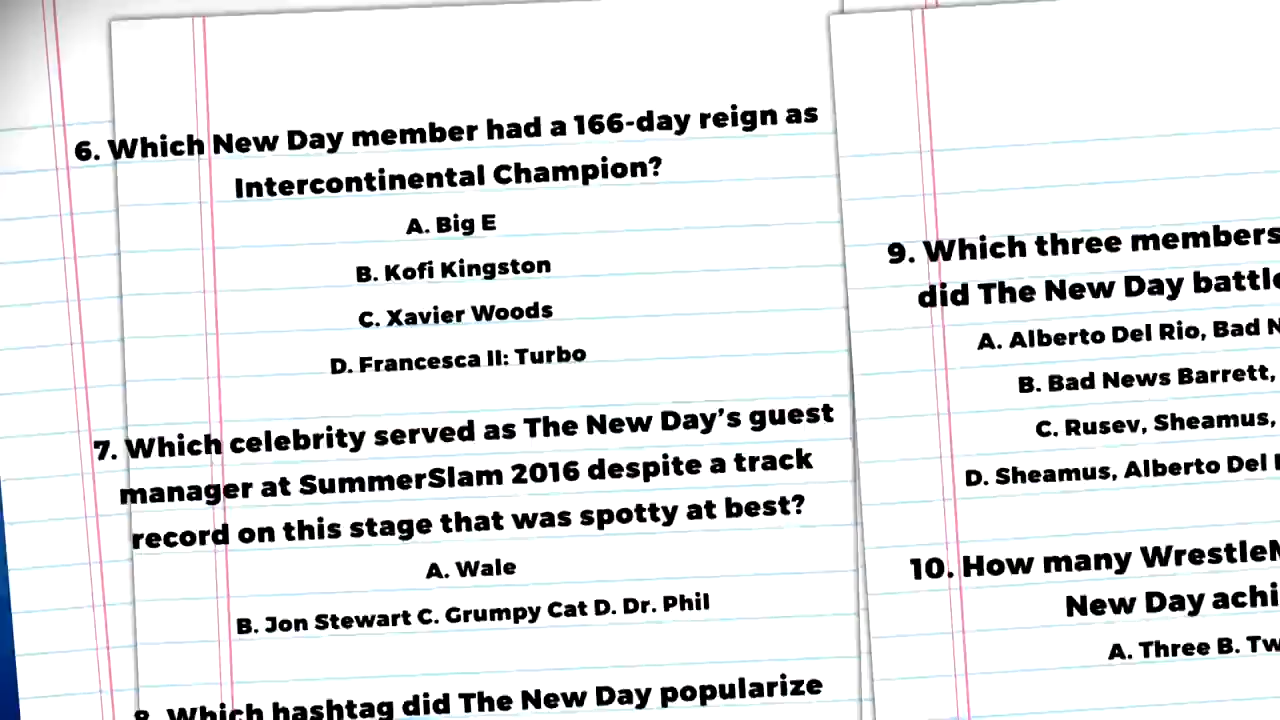 6. Which New Day member had a 166-day reign as
Intercontinental Champion?
A. Big E
B. Kofi Kingston
C. Xavier Woods
D. Francesca II: Turbo
7. Which celebrity served as The New Day's guest
manager at SummerSlam 2016 despite a track
record on this stage that was spotty at best?
A. Wale
B. Jon Stewart C. Grumpy Cat D. Dr. Phil
8. Which hashtag did The New Day popularize
9. Which three members
did The New Day
A. Alberto Del Rio, Bad
B. Bad News Barrett,
C. Rusev, Sheamus,
D. Sheamus, Alberto Del
10. How many
New Day
A. Three B.